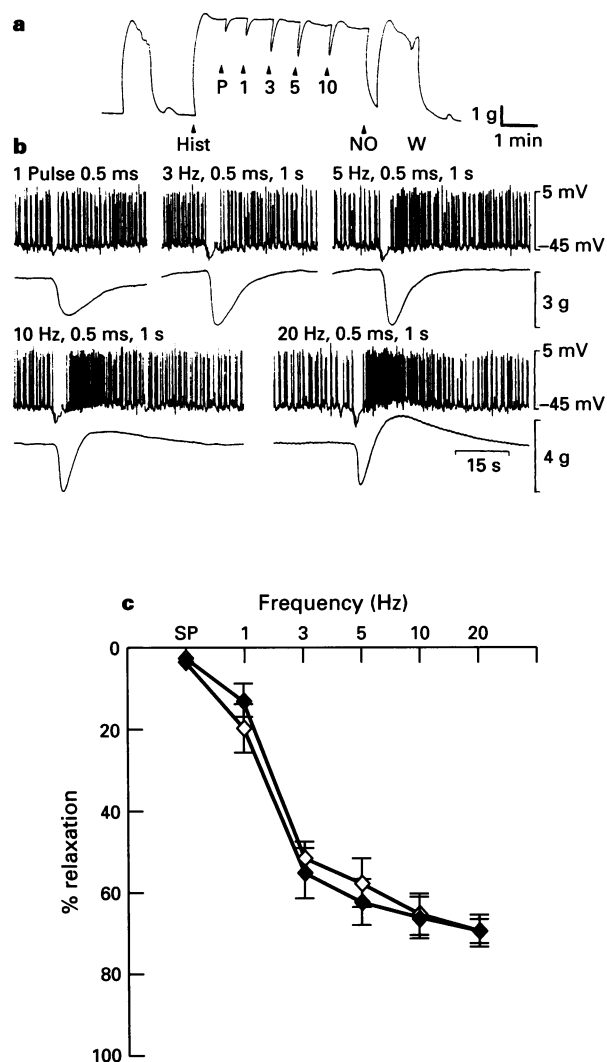 a
P 1 3 5 10
1 g
1 min
Hist NO W
b
1 Pulse 0.5 ms 3 Hz, 0.5 ms, 1 s 5 Hz, 0.5 ms, 1 s
5 mV
–45 mV
3 g
10 Hz, 0.5 ms, 1 s 20 Hz, 0.5 ms, 1 s
5 mV
–45 mV
4 g
15 s
c Frequency (Hz)
SP 1 3 5 10 20
0
20
40
60
80
100
% relaxation